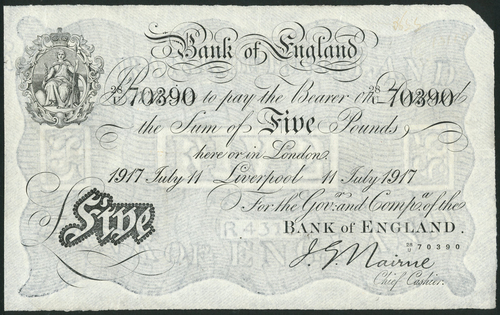 Bank of England
28/U 70390 to pay the Bearer on 28/U 70390
the Sum of Five Pounds
here or in London.
1917 July 11 Liverpool 11 July 1917
For the Govr. and Compa. of the
BANK OF ENGLAND.
Five
28/U 70390
J. G. Nairne
Chief Cashier.